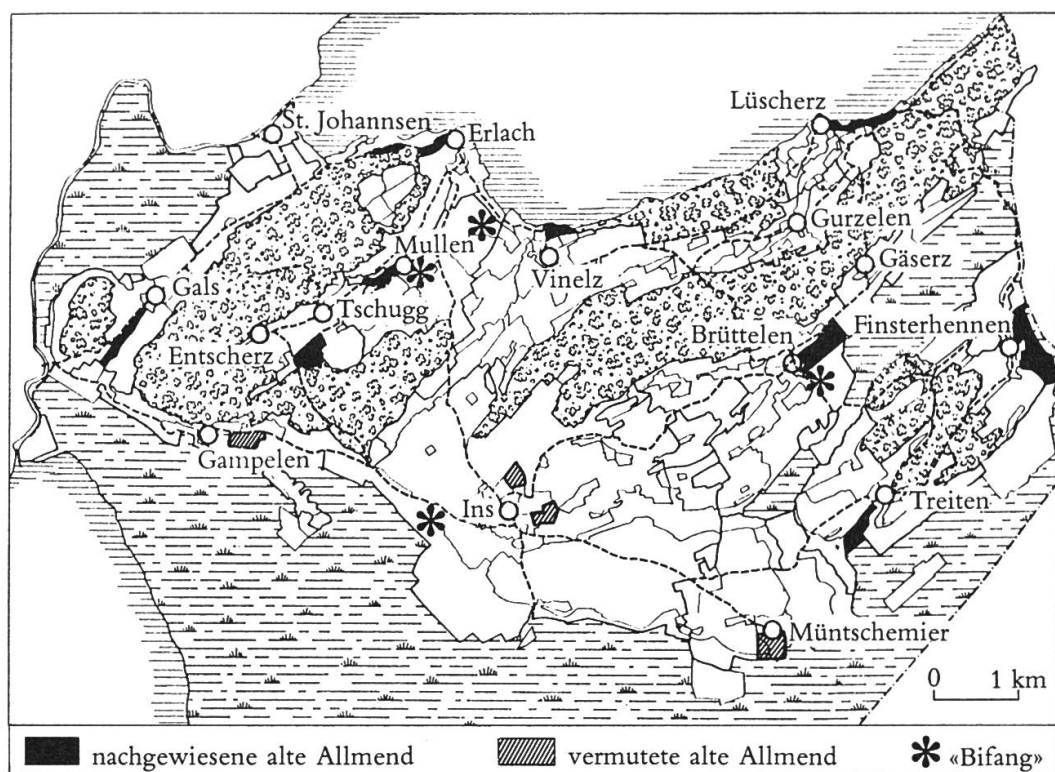 St. Johannsen
Erlach
Lüscherz
Mullen
Gurzelen
Vinelz
Gäserz
Gals
Tschugg
Entscherz
Brüttelen
Finsterhennen
Gampelen
Ins
Treiten
Müntschemier
0 1 km
nachgewiesene alte Allmend vermutete alte Allmend «Bifang»